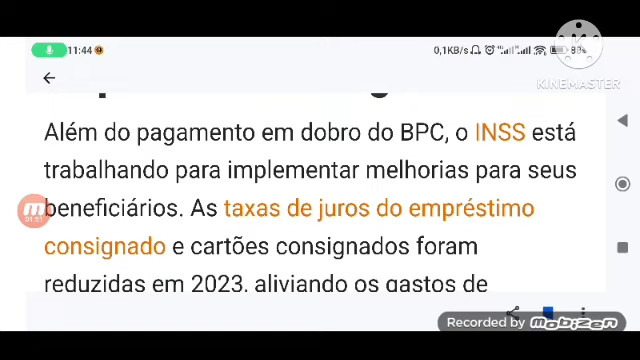 11:44
0,1KB/s
KINEMASTER
Além do pagamento em dobro do BPC, o INSS está
trabalhando para implementar melhorias para seus
beneficiários. As taxas de juros do empréstimo
consignado e cartões consignados foram
reduzidas em 2023, aliviando os gastos de
01:51
Recorded by mobizen